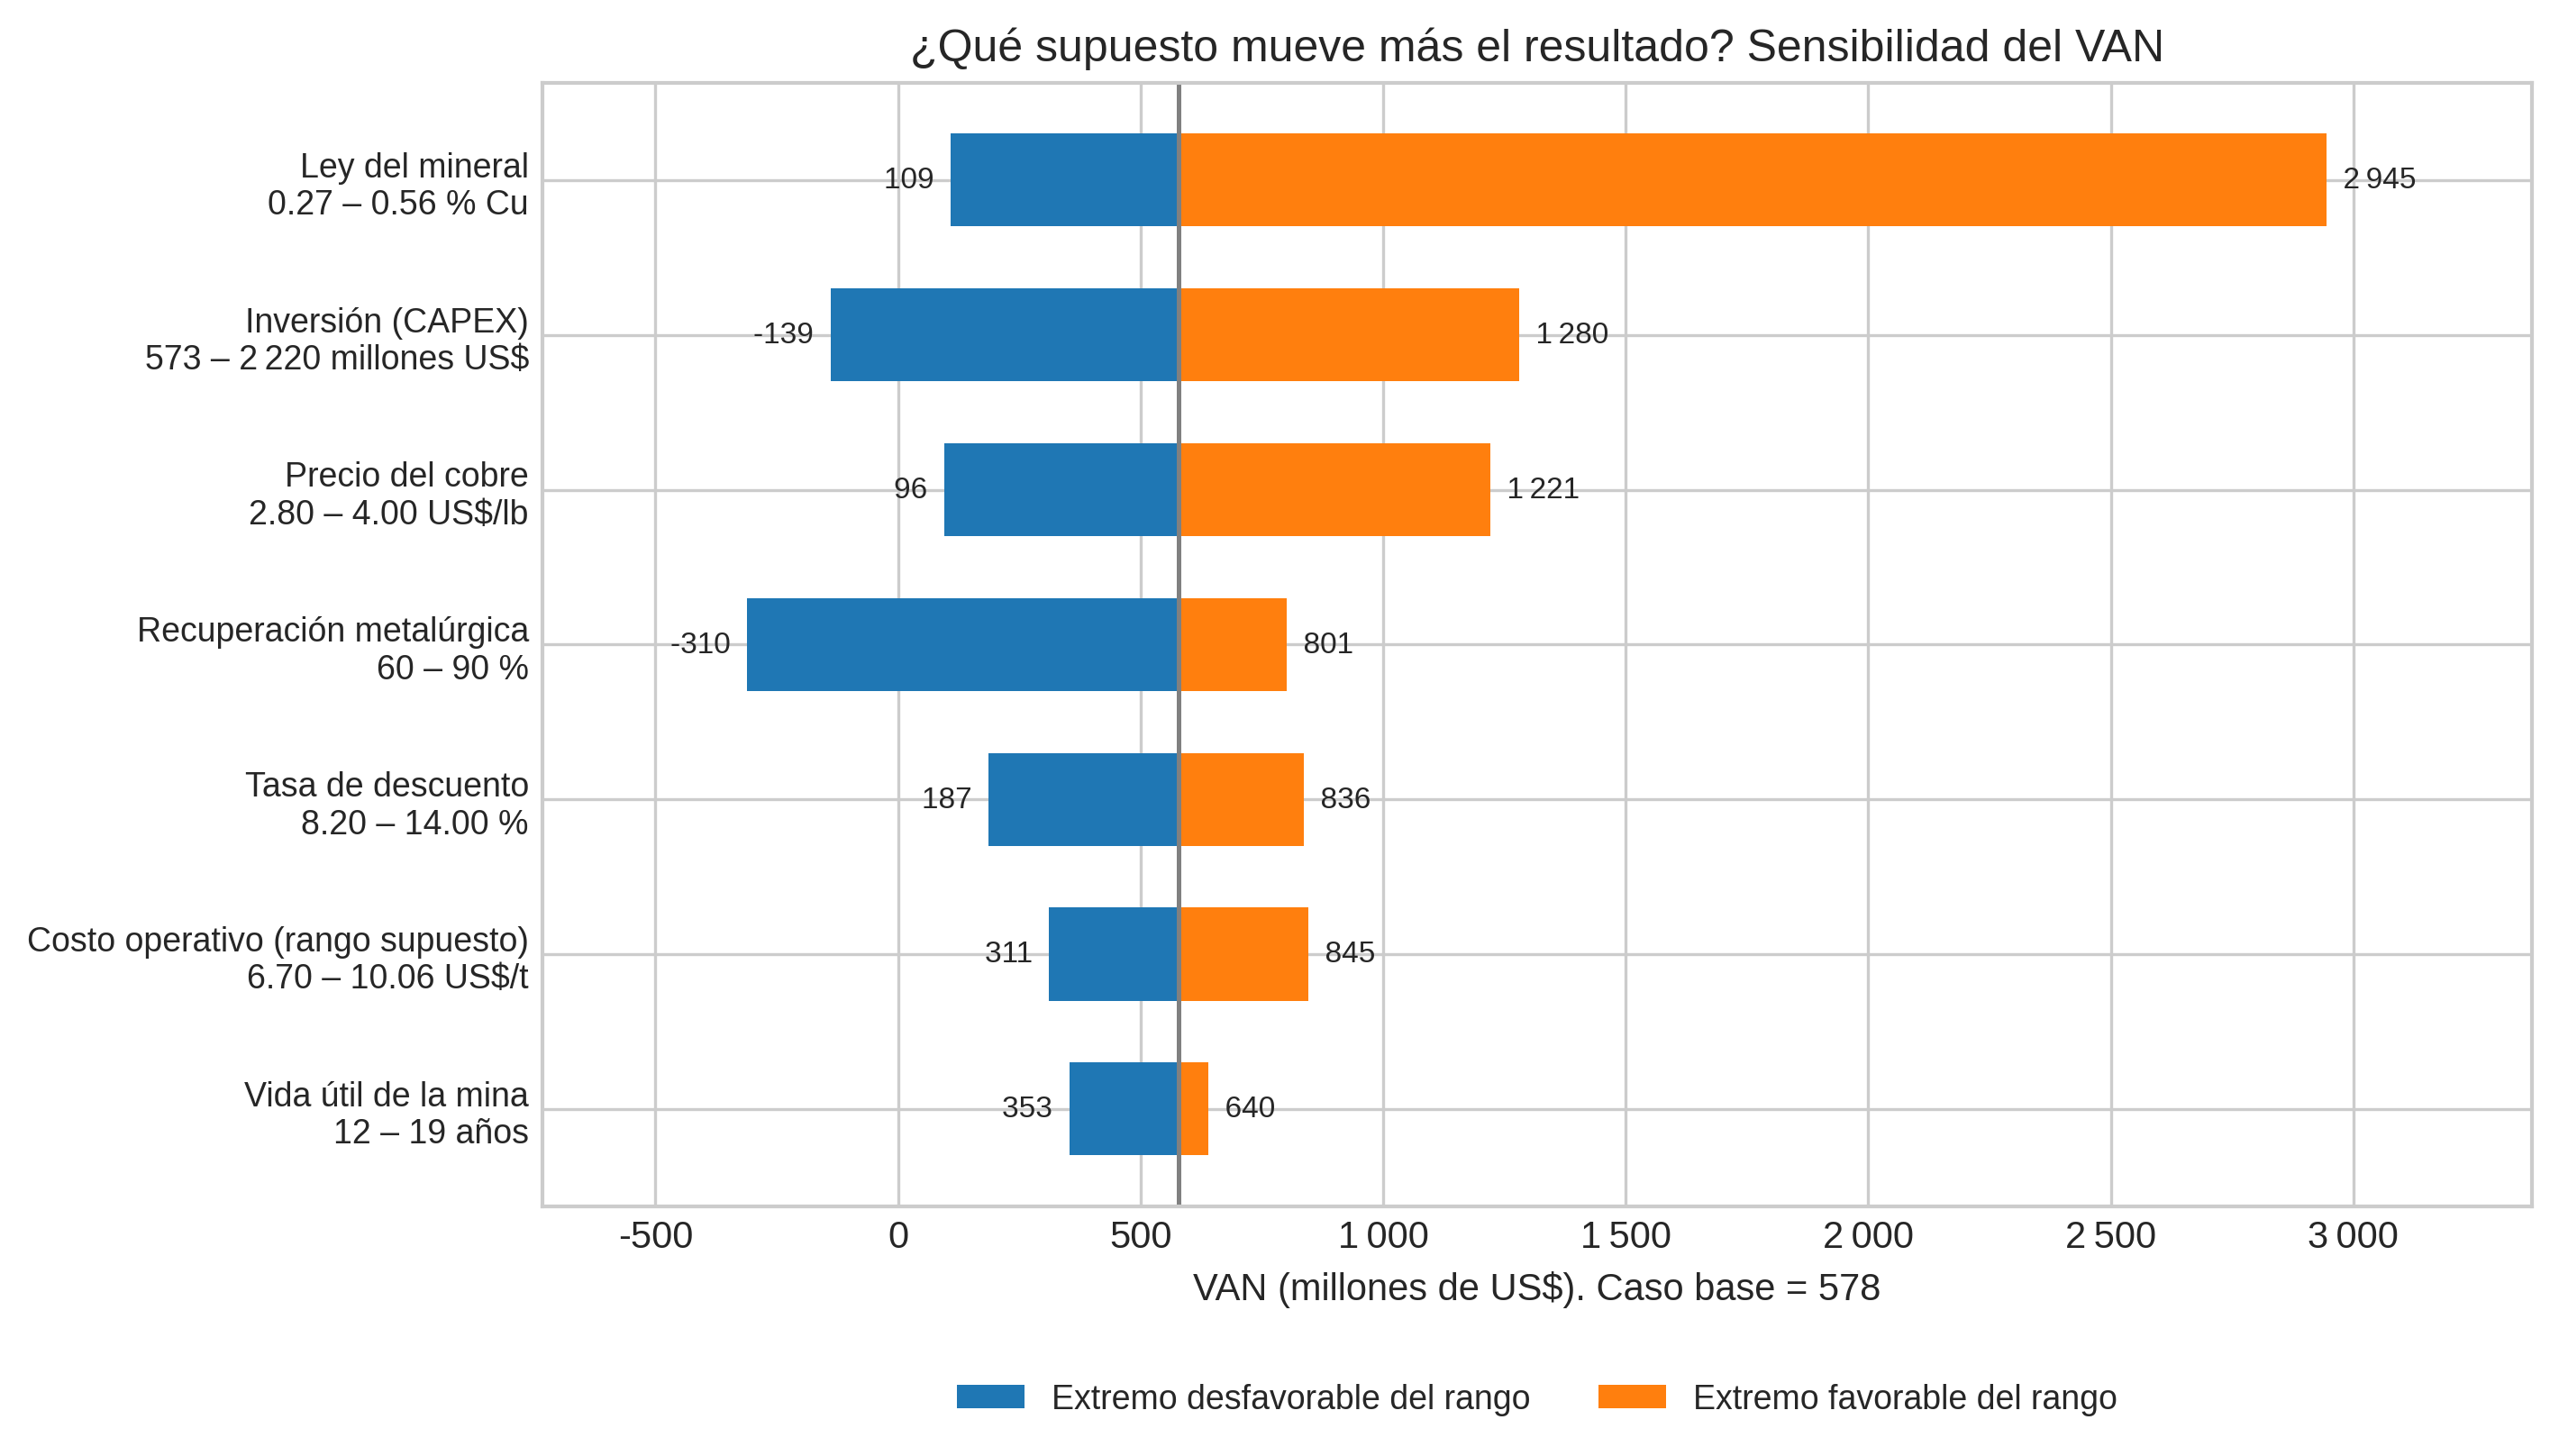 ¿Qué supuesto mueve más el resultado? Sensibilidad del VAN
Ley del mineral
0.27 – 0.56 % Cu
109
2 945
Inversión (CAPEX)
573 – 2 220 millones US$
-139
1 280
Precio del cobre
2.80 – 4.00 US$/lb
96
1 221
Recuperación metalúrgica
60 – 90 %
-310
801
Tasa de descuento
8.20 – 14.00 %
187
836
Costo operativo (rango supuesto)
6.70 – 10.06 US$/t
311
845
Vida útil de la mina
12 – 19 años
353
640
-500 0 500 1 000 1 500 2 000 2 500 3 000
VAN (millones de US$). Caso base = 578
Extremo desfavorable del rango
Extremo favorable del rango